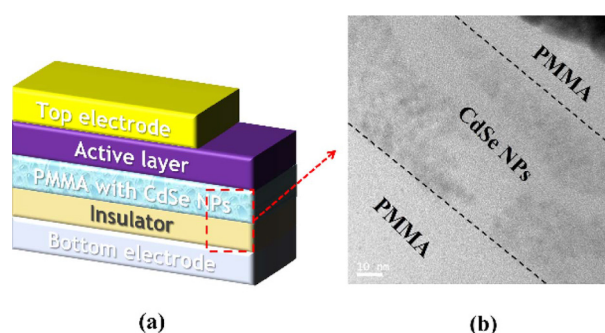 Top electrode
Active layer
PMMA with CdSe NPs
Insulator
Bottom electrode
(a)
PMMA
CdSe NPs
PMMA
10 nm
(b)